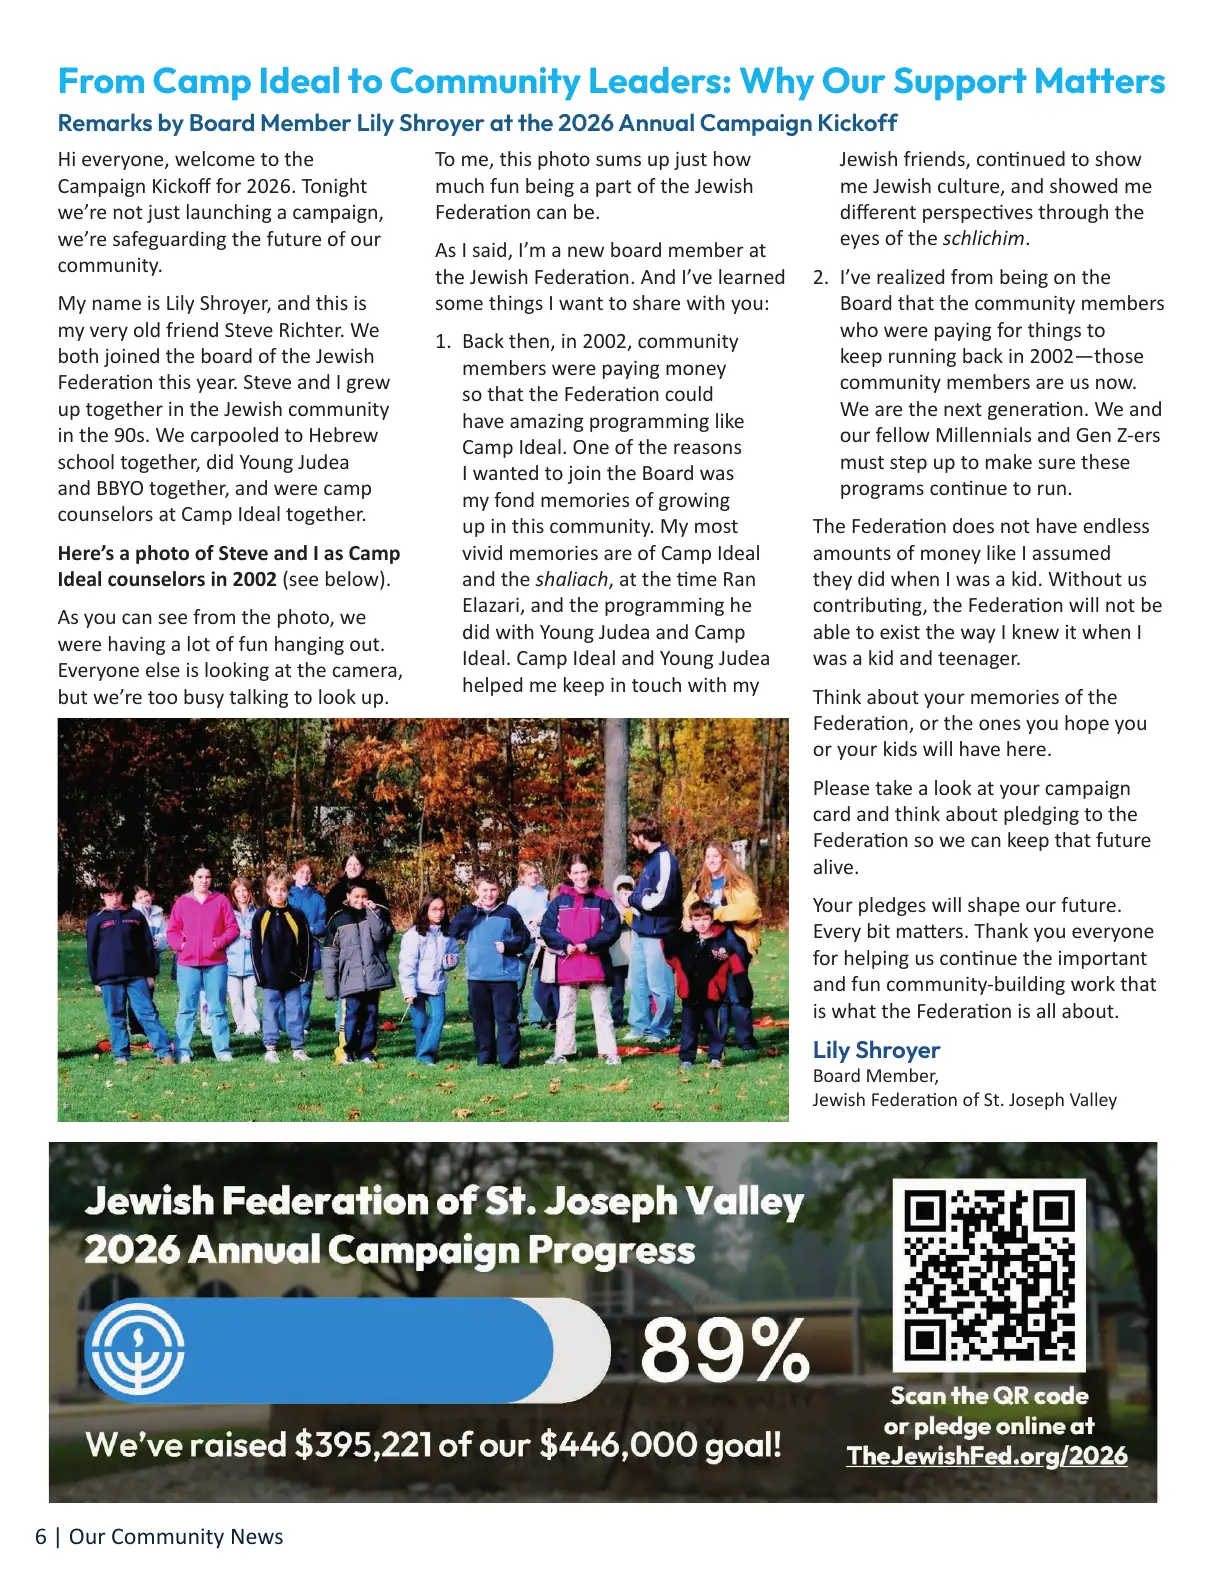 From Camp Ideal to Community Leaders: Why Our Support Matters
Remarks by Board Member Lily Shroyer at the 2026 Annual Campaign Kickoff
Hi everyone, welcome to the
Campaign Kickoff for 2026. Tonight
we’re not just launching a campaign,
we’re safeguarding the future of our
community.
My name is Lily Shroyer, and this is
my very old friend Steve Richter. We
both joined the board of the Jewish
Federation this year. Steve and I grew
up together in the Jewish community
in the 90s. We carpooled to Hebrew
school together, did Young Judea
and BBYO together, and were camp
counselors at Camp Ideal together.
Here’s a photo of Steve and I as Camp
Ideal counselors in 2002 (see below).
As you can see from the photo, we
were having a lot of fun hanging out.
Everyone else is looking at the camera,
but we’re too busy talking to look up.
To me, this photo sums up just how
much fun being a part of the Jewish
Federation can be.
As I said, I’m a new board member at
the Jewish Federation. And I’ve learned
some things I want to share with you:
1. Back then, in 2002, community
members were paying money
so that the Federation could
have amazing programming like
Camp Ideal. One of the reasons
I wanted to join the Board was
my fond memories of growing
up in this community. My most
vivid memories are of Camp Ideal
and the shaliach, at the time Ran
Elazari, and the programming he
did with Young Judea and Camp
Ideal. Camp Ideal and Young Judea
helped me keep in touch with my
Jewish friends, continued to show
me Jewish culture, and showed me
different perspectives through the
eyes of the schlichim.
2. I’ve realized from being on the
Board that the community members
who were paying for things to
keep running back in 2002—those
community members are us now.
We are the next generation. We and
our fellow Millennials and Gen Z-ers
must step up to make sure these
programs continue to run.
The Federation does not have endless
amounts of money like I assumed
they did when I was a kid. Without us
contributing, the Federation will not be
able to exist the way I knew it when I
was a kid and teenager.
Think about your memories of the
Federation, or the ones you hope you
or your kids will have here.
Please take a look at your campaign
card and think about pledging to the
Federation so we can keep that future
alive.
Your pledges will shape our future.
Every bit matters. Thank you everyone
for helping us continue the important
and fun community-building work that
is what the Federation is all about.
Lily Shroyer
Board Member,
Jewish Federation of St. Joseph Valley
Jewish Federation of St. Joseph Valley
2026 Annual Campaign Progress
89%
We’ve raised $395,221 of our $446,000 goal!
Scan the QR code
or pledge online at
TheJewishFed.org/2026
6 | Our Community News